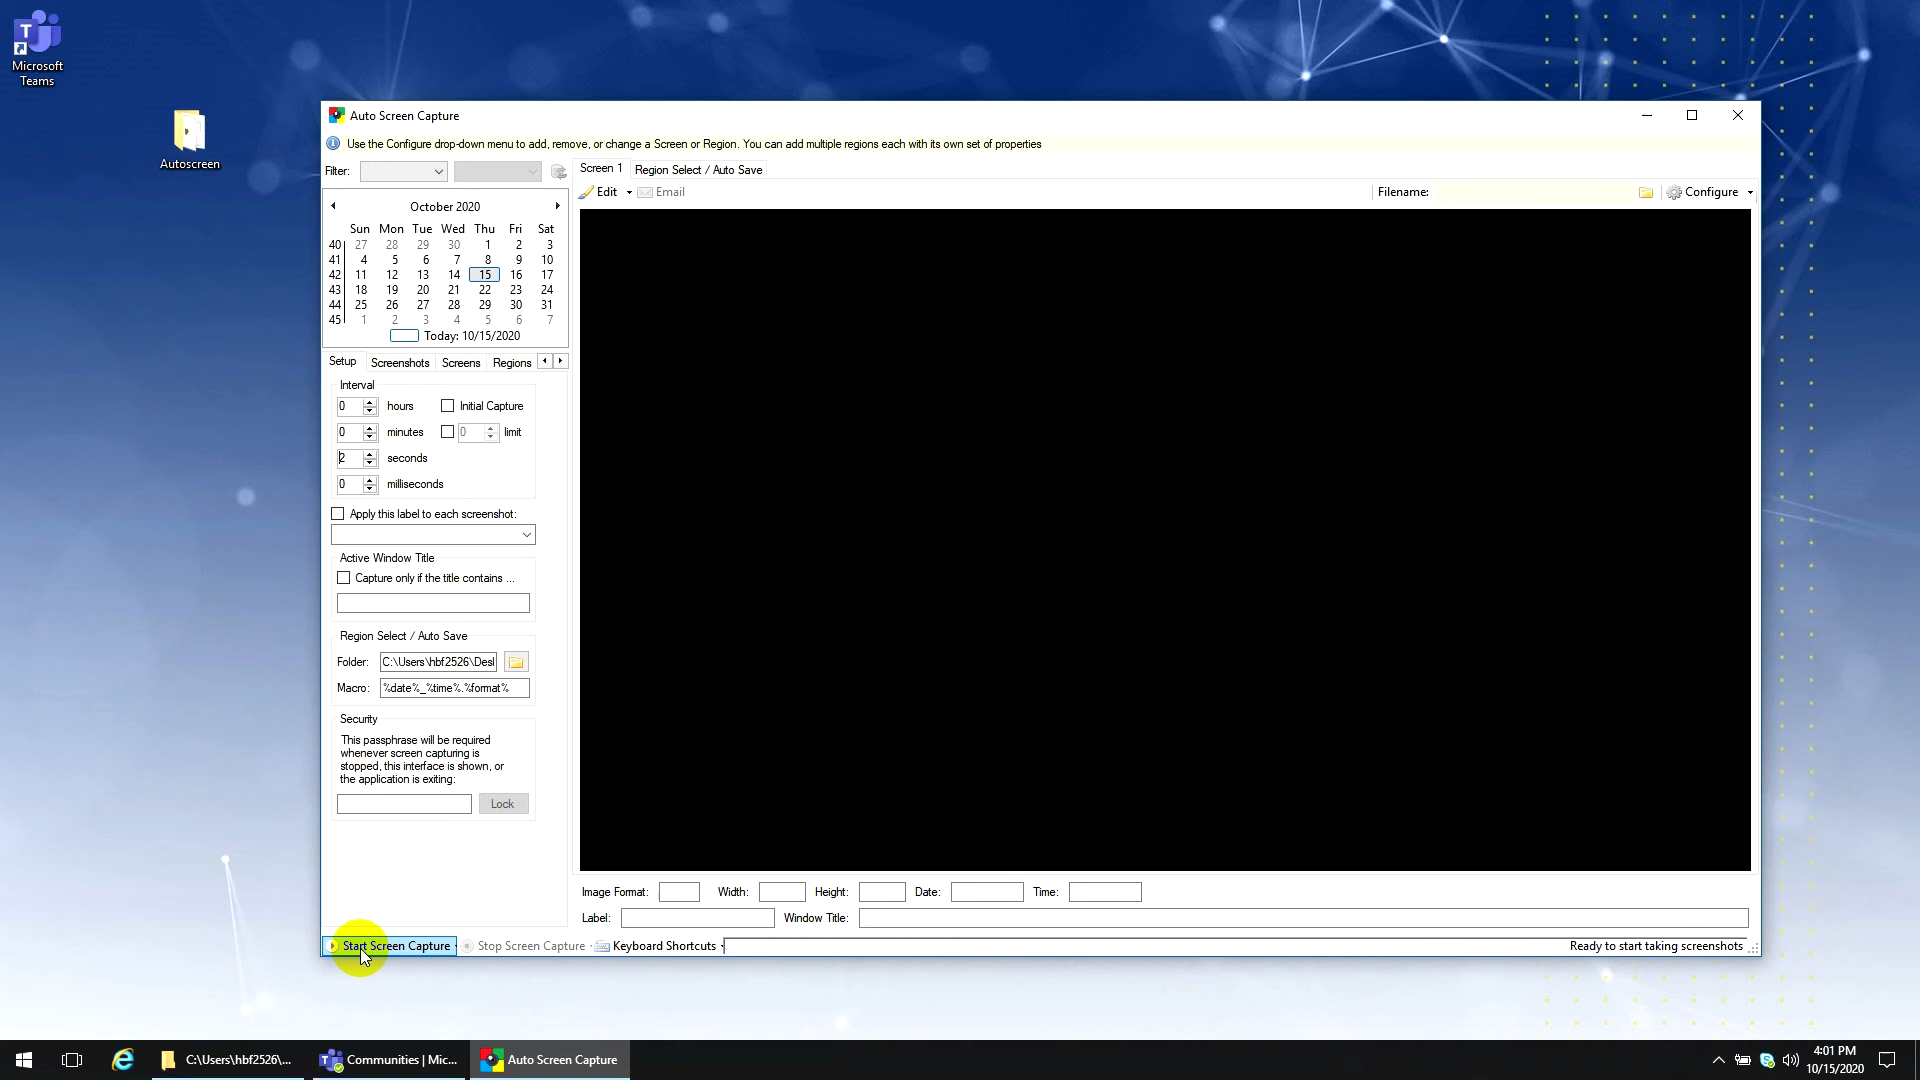 Microsoft
Teams
Autoscreen
Auto Screen Capture
Use the Configure drop-down menu to add, remove, or change a Screen or Region. You can add multiple regions each with its own set of properties
Filter:
Screen 1 Region Select / Auto Save
Edit Email Filename: Configure
October 2020
Sun Mon Tue Wed Thu Fri Sat
40 27 28 29 30 1 2 3
41 4 5 6 7 8 9 10
42 11 12 13 14 15 16 17
43 18 19 20 21 22 23 24
44 25 26 27 28 29 30 31
45 1 2 3 4 5 6 7
Today: 10/15/2020
Setup Screenshots Screens Regions
Interval
0 hours Initial Capture
0 minutes 0 limit
2 seconds
0 milliseconds
Apply this label to each screenshot:
Active Window Title
Capture only if the title contains ...
Region Select / Auto Save
Folder: C:\Users\hbf2526\Desl
Macro: %date%_%time%.%format%
Security
This passphrase will be required
whenever screen capturing is
stopped, this interface is shown, or
the application is exiting:
Lock
Image Format: Width: Height: Date: Time:
Label: Window Title:
Start Screen Capture Stop Screen Capture Keyboard Shortcuts Ready to start taking screenshots
C:\Users\hbf2526\... Communities | Mic... Auto Screen Capture
4:01 PM
10/15/2020